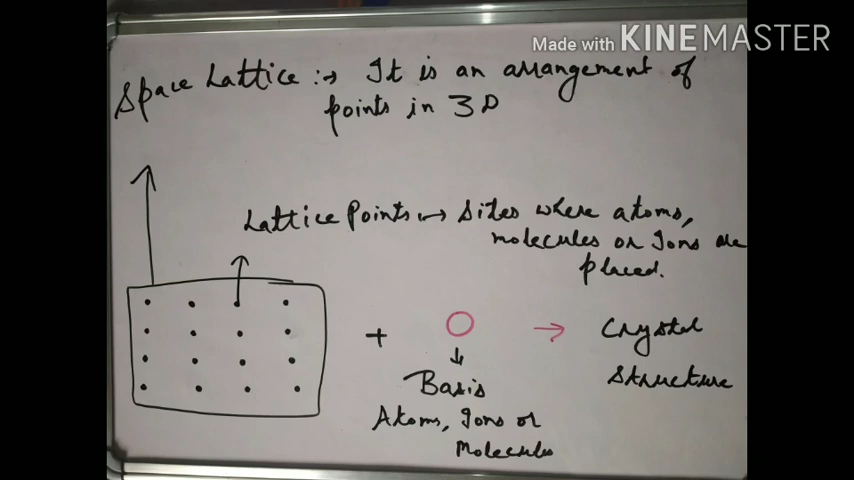 Made with KINEMASTER
Space Lattice :→ It is an arrangement of
points in 3D
Lattice Points → Sites where atoms,
molecules or Ions are
placed.
+
→
Crystal
Structure
Basis
Atoms, Ions or
Molecules